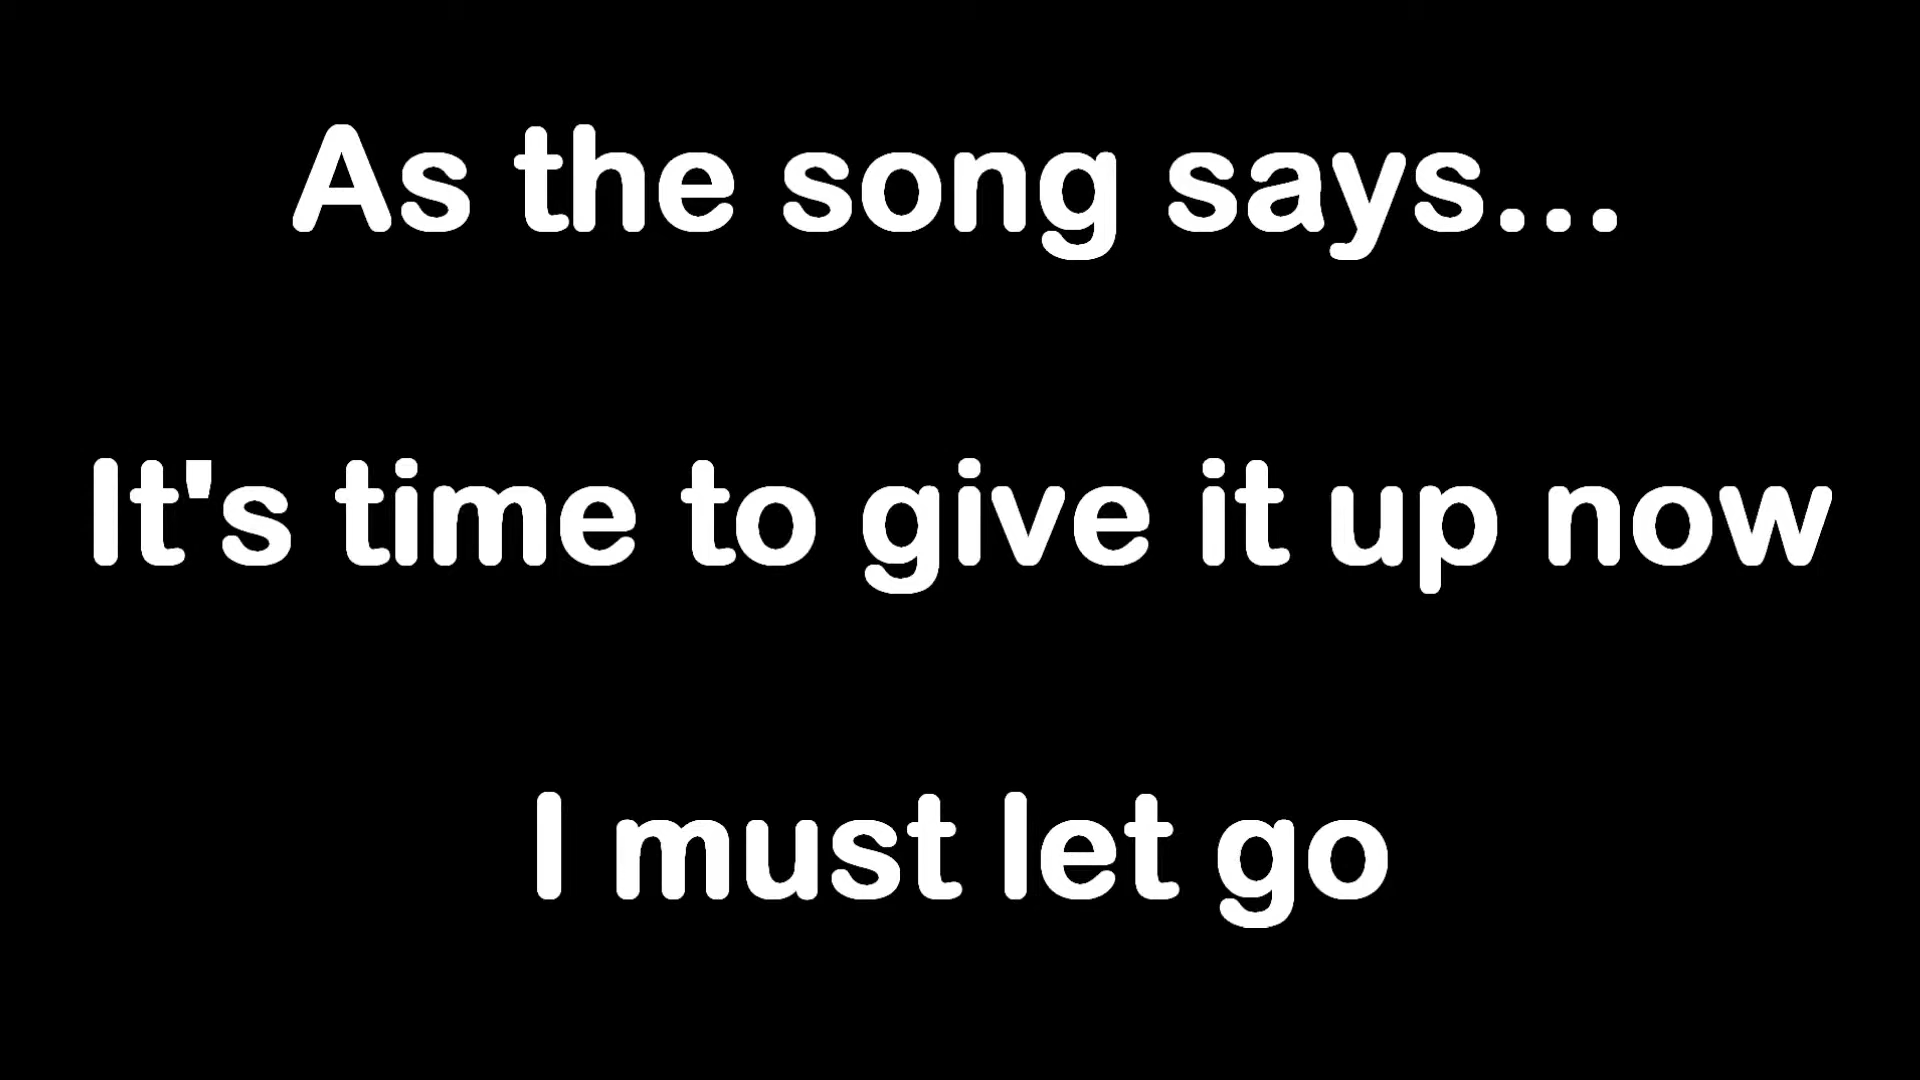 As the song says...
It's time to give it up now
I must let go